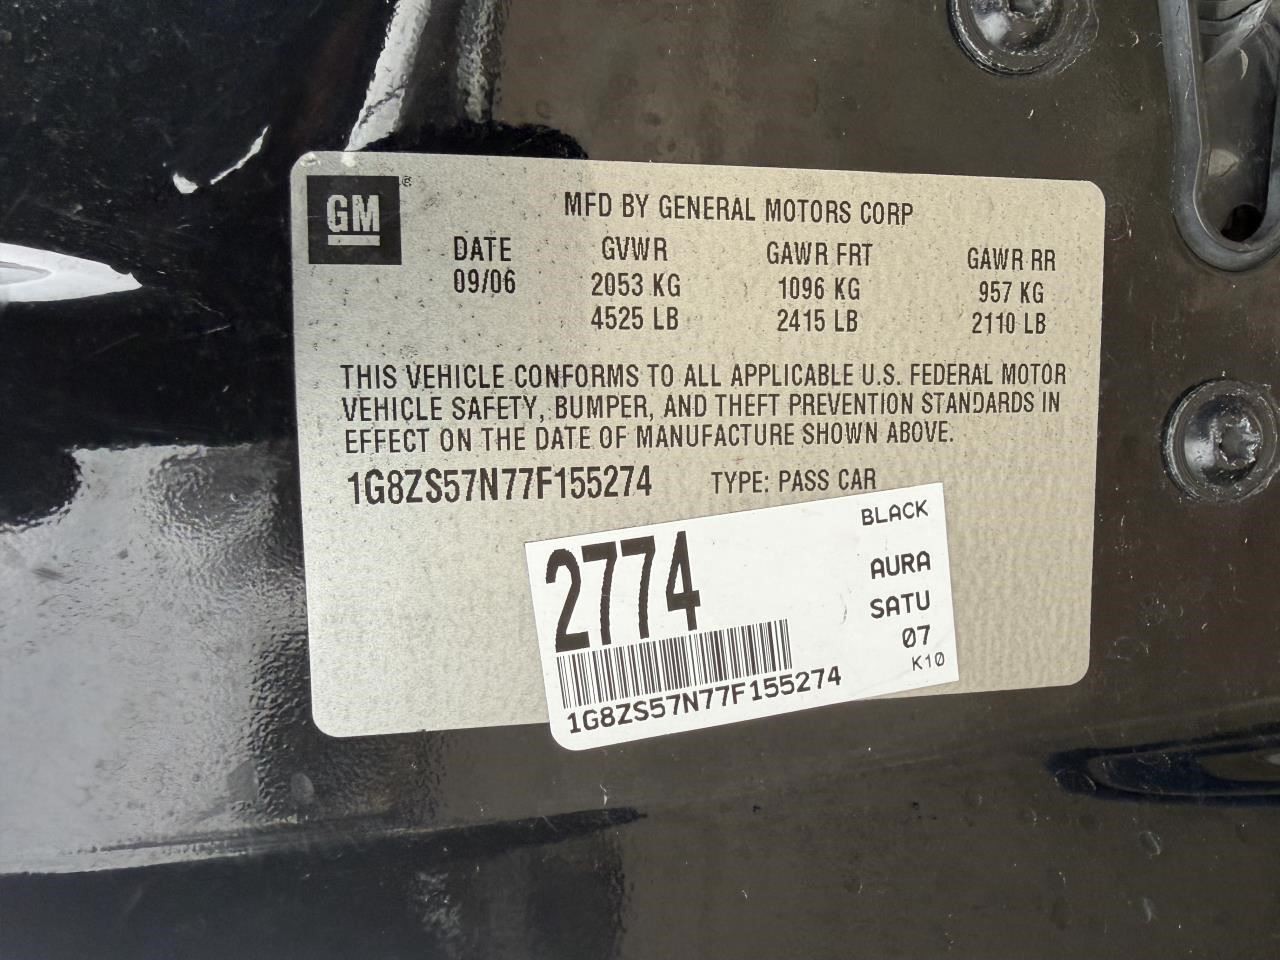 GM®
MFD BY GENERAL MOTORS CORP
DATE GVWR GAWR FRT GAWR RR
09/06 2053 KG 1096 KG 957 KG
4525 LB 2415 LB 2110 LB
THIS VEHICLE CONFORMS TO ALL APPLICABLE U.S. FEDERAL MOTOR
VEHICLE SAFETY, BUMPER, AND THEFT PREVENTION STANDARDS IN
EFFECT ON THE DATE OF MANUFACTURE SHOWN ABOVE.
1G8ZS57N77F155274 TYPE: PASS CAR
BLACK
2774 AURA
SATU
07
K10
1G8ZS57N77F155274